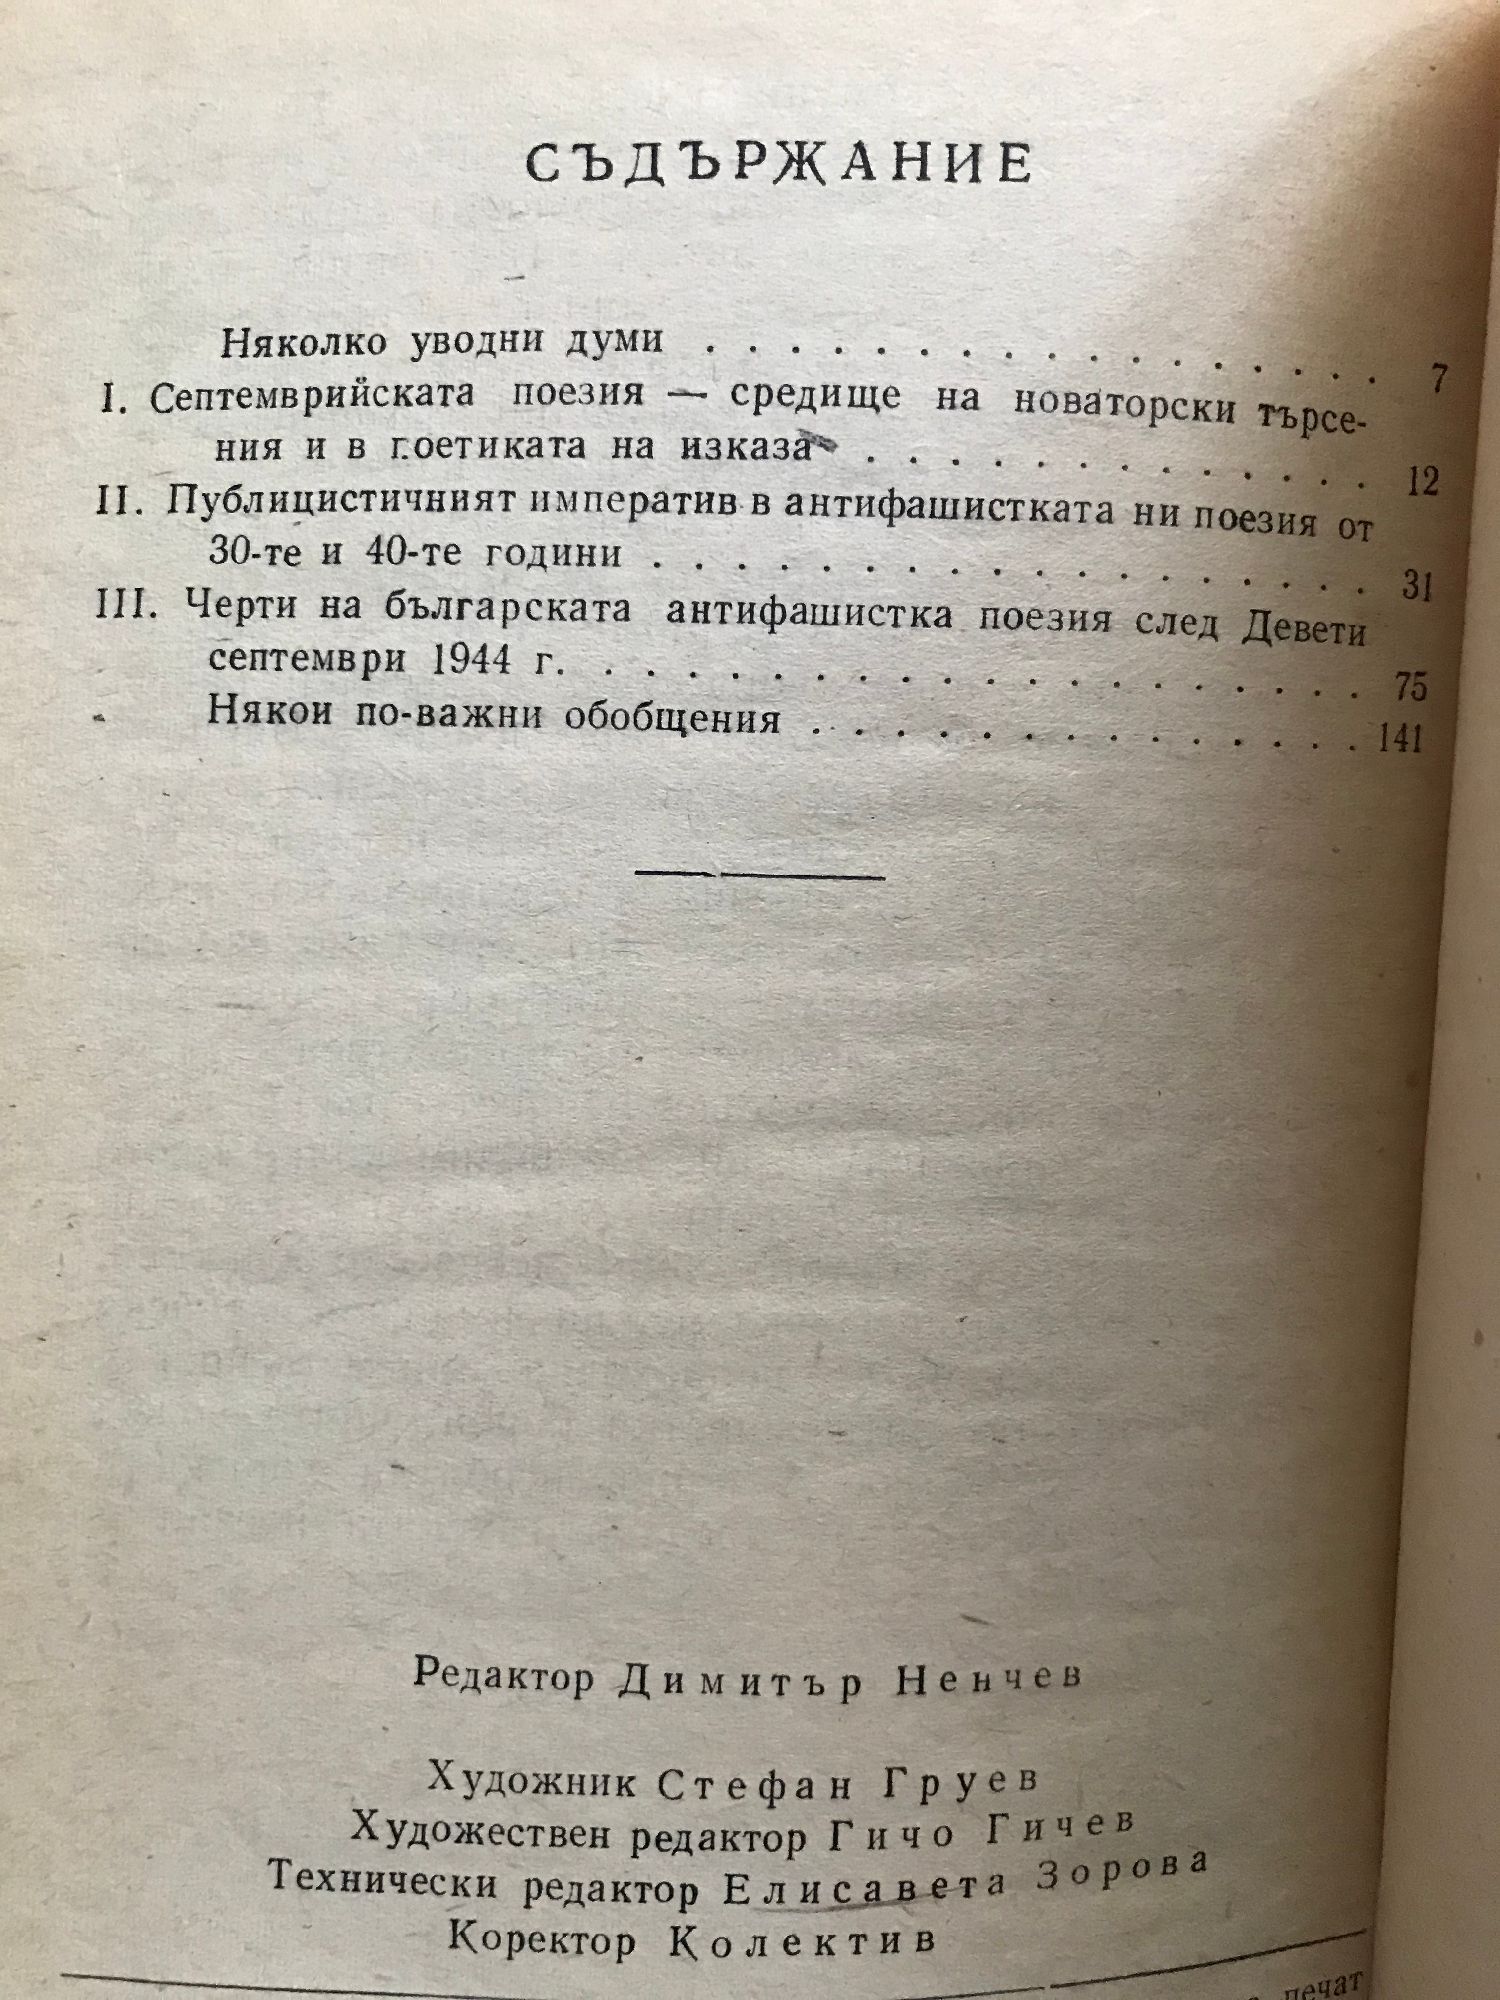 СЪДЪРЖАНИЕ
Няколко уводни думи . . . . . . . . . . . . . . . . 7
I. Септемврийската поезия — средище на новаторски търсе-
ния и в поетиката на изказа . . . . . . . . . . . . 12
II. Публицистичният императив в антифашистката ни поезия от
30-те и 40-те години . . . . . . . . . . . . . . . . . 31
III. Черти на българската антифашистка поезия след Девети
септември 1944 г. . . . . . . . . . . . . . . . . . . . 75
Някои по-важни обобщения . . . . . . . . . . . . . 141
Редактор Димитър Ненчев
Художник Стефан Груев
Художествен редактор Гичо Гичев
Технически редактор Елисавета Зорова
Коректор Колектив
печат